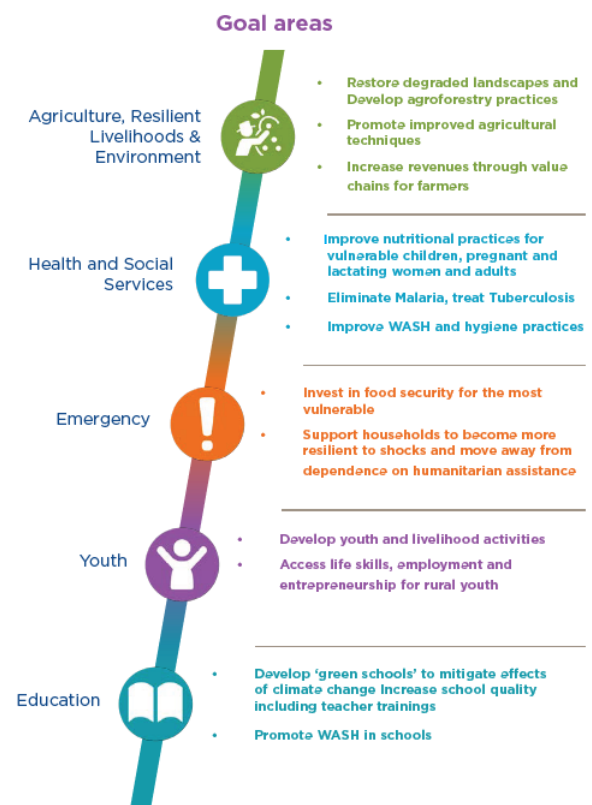 Goal areas
Agriculture, Resilient
Livelihoods &
Environment
• Restore degraded landscapes and
Develop agroforestry practices
• Promote improved agricultural
techniques
• Increase revenues through value
chains for farmers
Health and Social
Services
• Improve nutritional practices for
vulnerable children, pregnant and
lactating women and adults
• Eliminate Malaria, treat Tuberculosis
• Improve WASH and hygiene practices
Emergency
• Invest in food security for the most
vulnerable
• Support households to become more
resilient to shocks and move away from
dependence on humanitarian assistance
Youth
• Develop youth and livelihood activities
• Access life skills, employment and
entrepreneurship for rural youth
Education
• Develop ‘green schools’ to mitigate effects
of climate change Increase school quality
including teacher trainings
• Promote WASH in schools